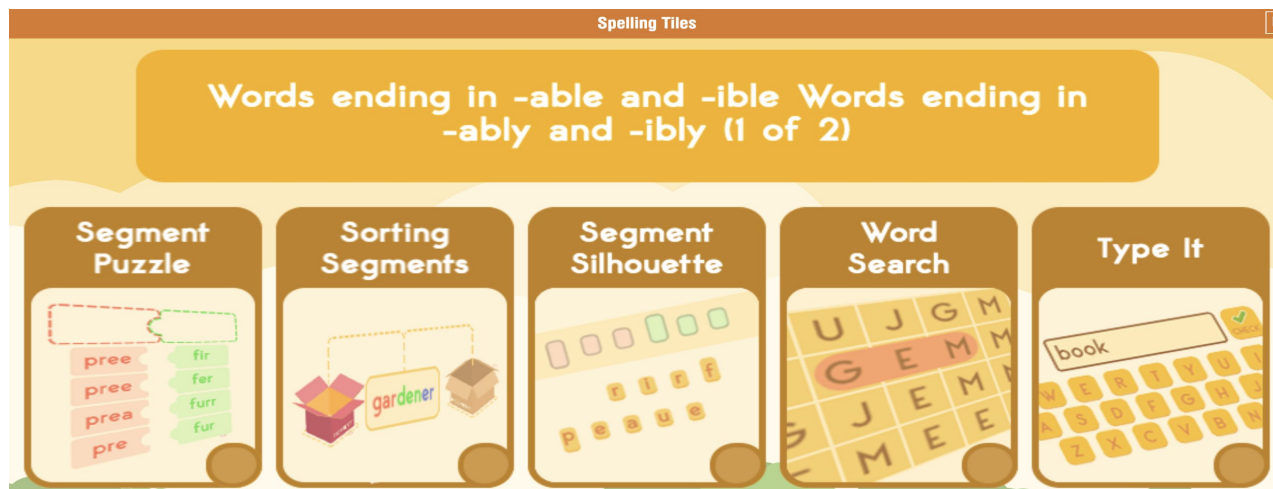 Spelling Tiles
Words ending in -able and -ible Words ending in
-ably and -ibly (1 of 2)
Segment
Puzzle
pree
pree
prea
pre
fir
fer
furr
fur
Sorting
Segments
gardener
Segment
Silhouette
r i r f
p e a u e
Word
Search
U J G M
G E M M
G J E M
M E E
Type It
book
CHECK
W E R T Y U I
A S D F G H J
Z X C V B N